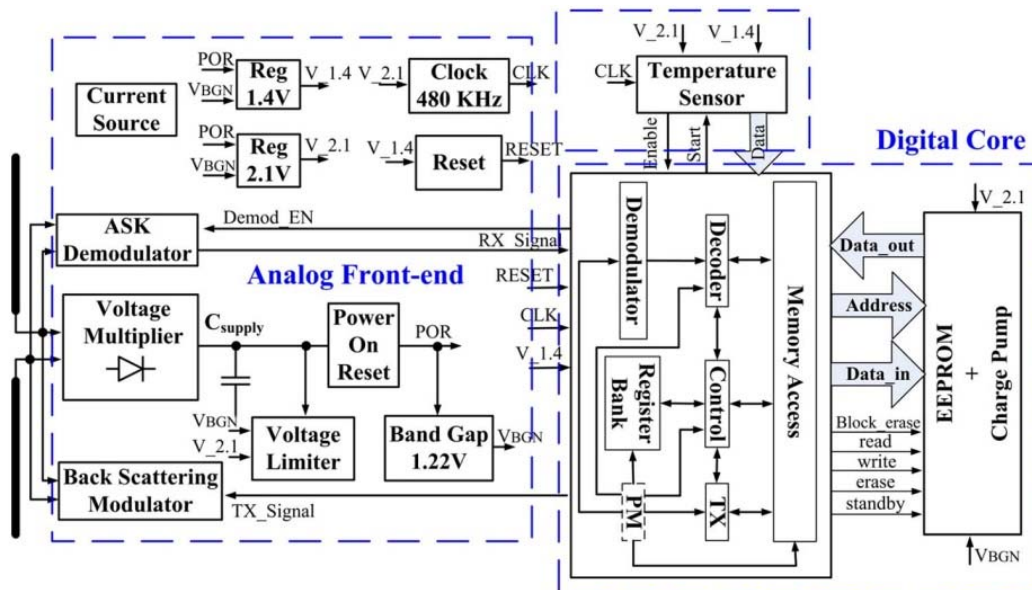 V_2.1
V_1.4
POR
VBGN
Reg
1.4V
V_1.4
V_2.1
Clock
480 KHz
CLK
Current
Source
POR
VBGN
Reg
2.1V
V_2.1
V_1.4
Reset
RESET
CLK
Temperature
Sensor
Enable
Start
Data
Digital Core
ASK
Demodulator
Demod_EN
RX_Signal
Analog Front-end
RESET
CLK
V_1.4
Voltage
Multiplier
Csupply
Power
On
Reset
POR
VBGN
V_2.1
Voltage
Limiter
Band Gap
1.22V
VBGN
Back Scattering
Modulator
TX_Signal
Demodulator
Decoder
Register
Bank
Control
PM
TX
Memory Access
V_2.1
Data_out
Address
Data_in
Block_erase
read
write
erase
standby
EEPROM
+
Charge Pump
VBGN